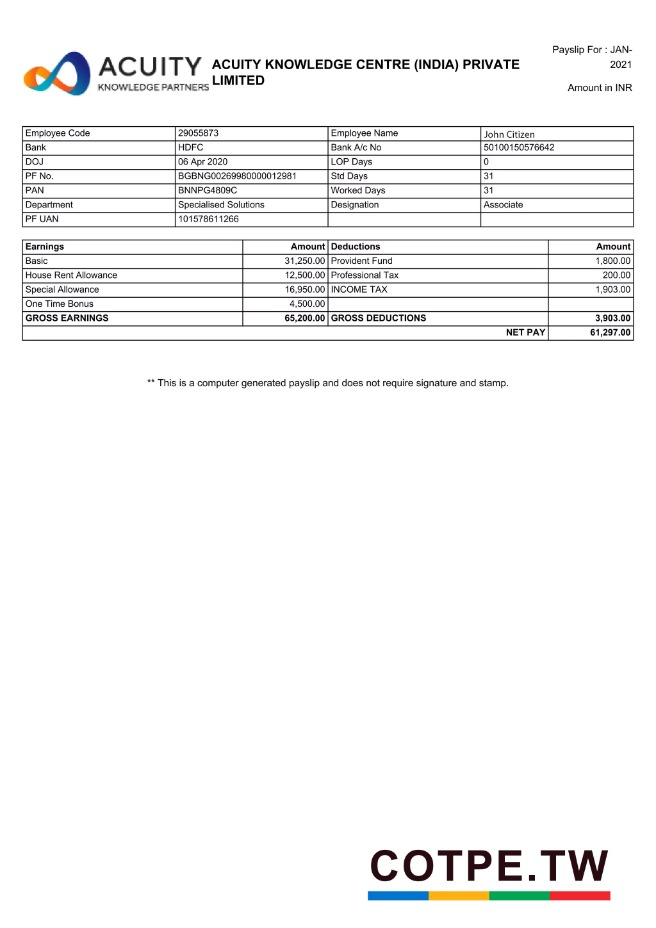 Payslip For : JAN-
2021
Amount in INR
ACUITY
KNOWLEDGE PARTNERS
ACUITY KNOWLEDGE CENTRE (INDIA) PRIVATE
LIMITED
Employee Code 29055873 Employee Name John Citizen
Bank HDFC Bank A/c No 50100150576642
DOJ 06 Apr 2020 LOP Days 0
PF No. BGBNG00269980000012981 Std Days 31
PAN BNNPG4809C Worked Days 31
Department Specialised Solutions Designation Associate
PF UAN 101578611266
Earnings Amount Deductions Amount
Basic 31,250.00 Provident Fund 1,800.00
House Rent Allowance 12,500.00 Professional Tax 200.00
Special Allowance 16,950.00 INCOME TAX 1,903.00
One Time Bonus 4,500.00
GROSS EARNINGS 65,200.00 GROSS DEDUCTIONS 3,903.00
NET PAY 61,297.00
** This is a computer generated payslip and does not require signature and stamp.
COTPE.TW